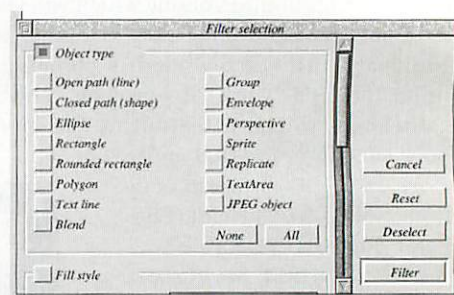 Filter selection
Object type
Open path (line)
Closed path (shape)
Ellipse
Rectangle
Rounded rectangle
Polygon
Text line
Blend
Group
Envelope
Perspective
Sprite
Replicate
TextArea
JPEG object
None
All
Fill style
Cancel
Reset
Deselect
Filter